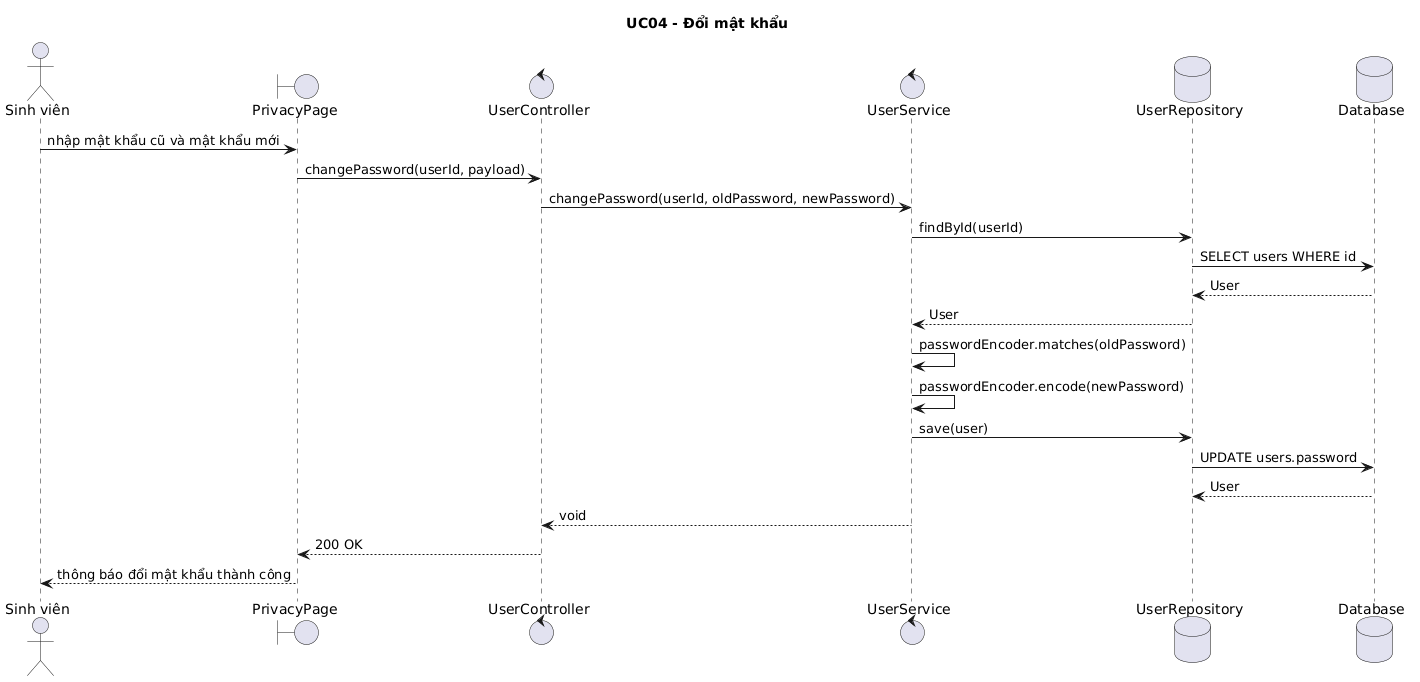 UC04 - Đổi mật khẩu
Sinh viên
PrivacyPage
UserController
UserService
UserRepository
Database
nhập mật khẩu cũ và mật khẩu mới
changePassword(userId, payload)
changePassword(userId, oldPassword, newPassword)
findById(userId)
SELECT users WHERE id
User
User
passwordEncoder.matches(oldPassword)
passwordEncoder.encode(newPassword)
save(user)
UPDATE users.password
User
void
200 OK
thông báo đổi mật khẩu thành công
Sinh viên
PrivacyPage
UserController
UserService
UserRepository
Database